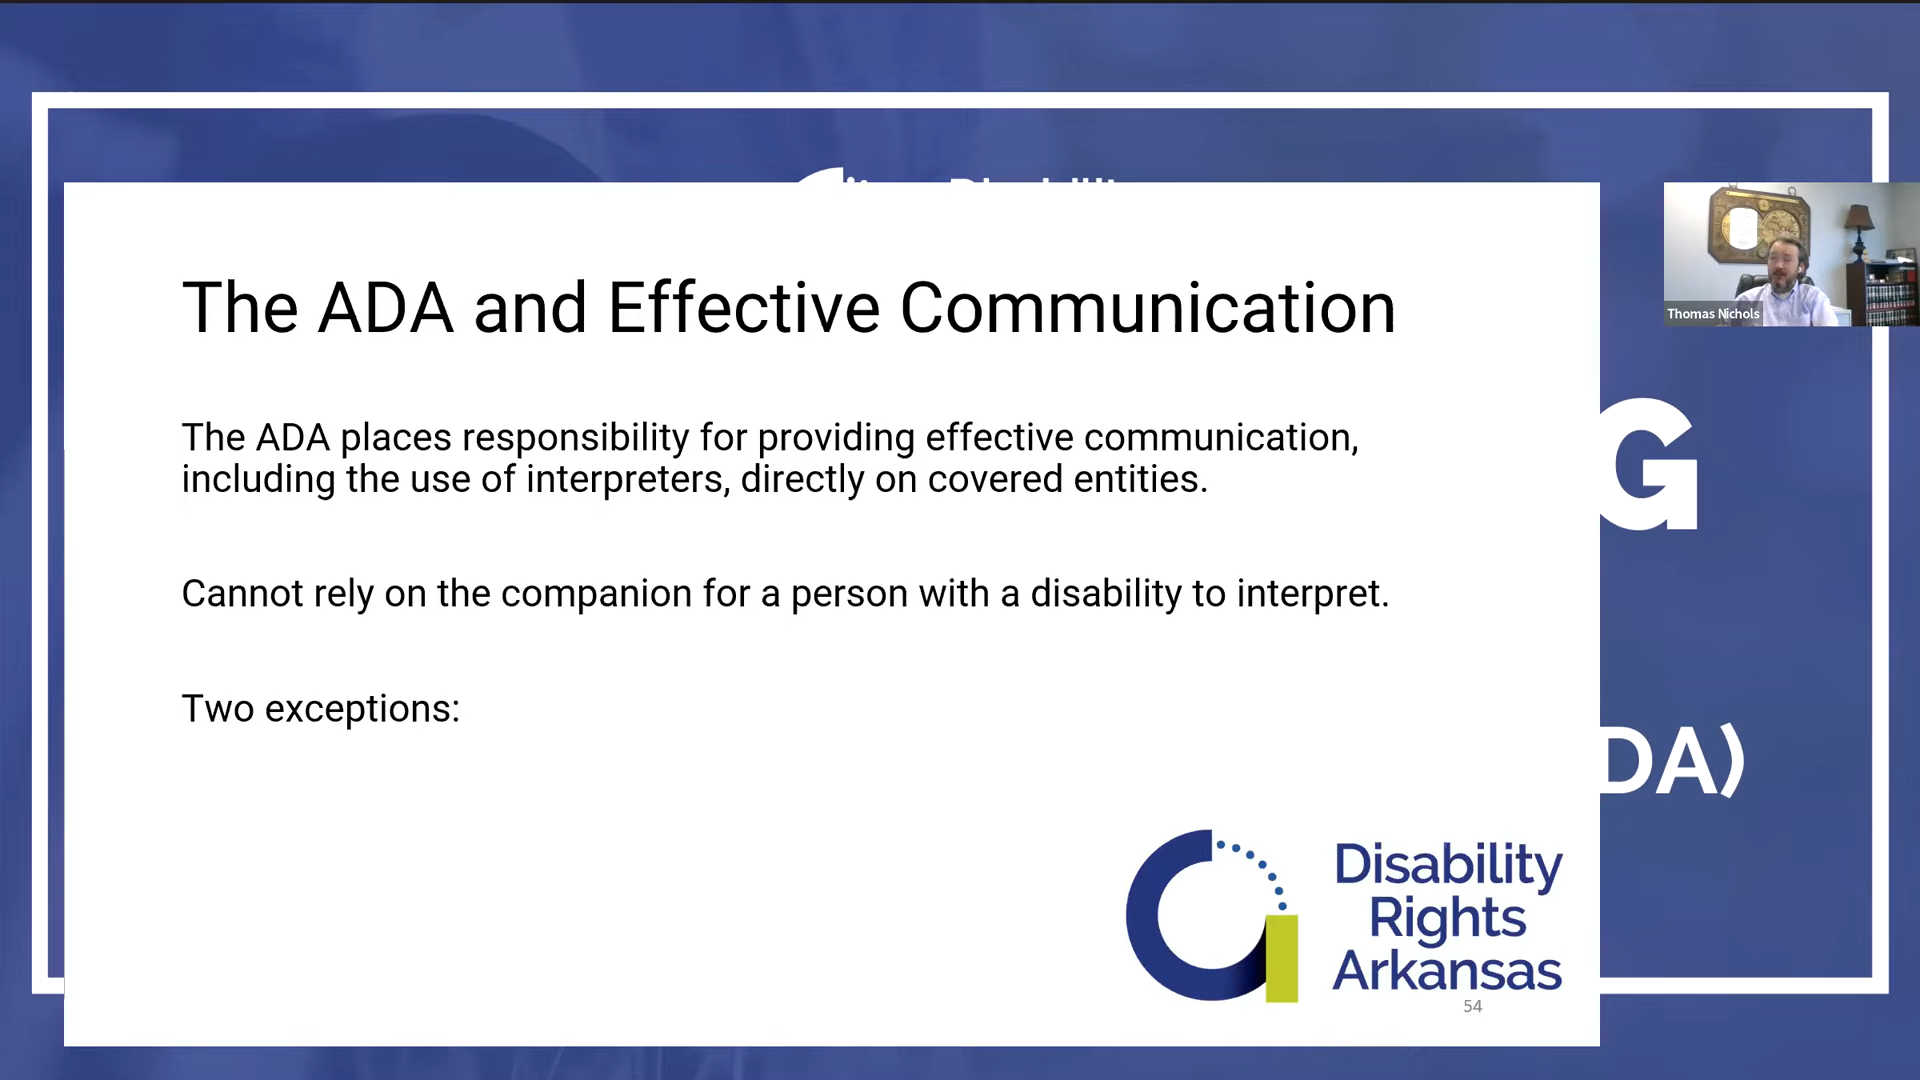 The ADA and Effective Communication
The ADA places responsibility for providing effective communication,
including the use of interpreters, directly on covered entities.
Cannot rely on the companion for a person with a disability to interpret.
Two exceptions:
Disability
Rights
Arkansas
54
Thomas Nichols
G
DA)